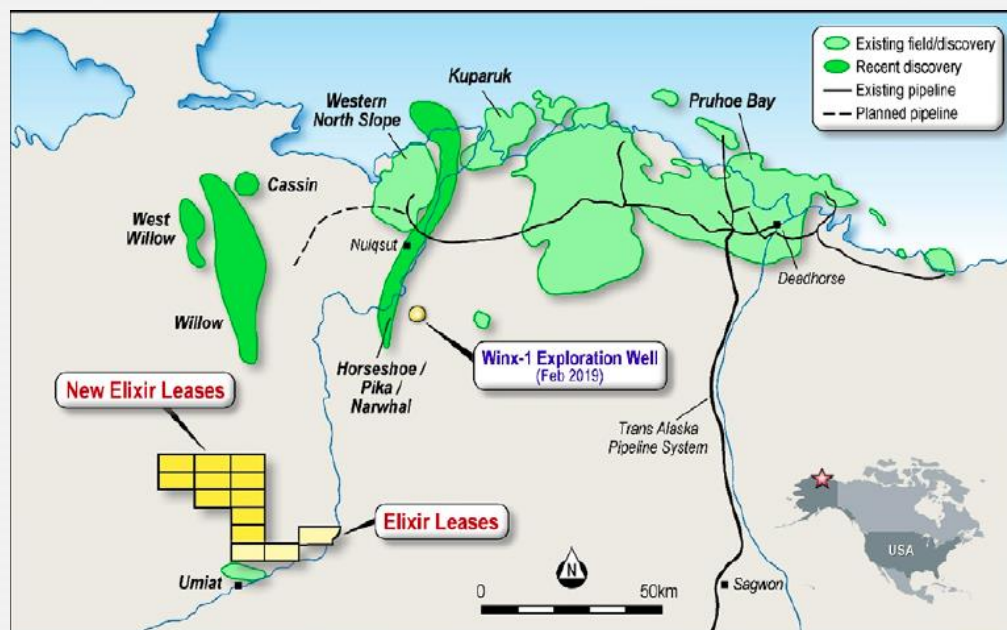 Existing field/discovery
Recent discovery
Existing pipeline
Planned pipeline
Kuparuk
Western
North Slope
Pruhoe Bay
Cassin
West
Willow
Nuiqsut
Deadhorse
Willow
Winx-1 Exploration Well
(Feb 2019)
Horseshoe /
Pika /
Narwhal
New Elixir Leases
Trans Alaska
Pipeline System
Elixir Leases
USA
Umiat
N
0
50km
Sagwon